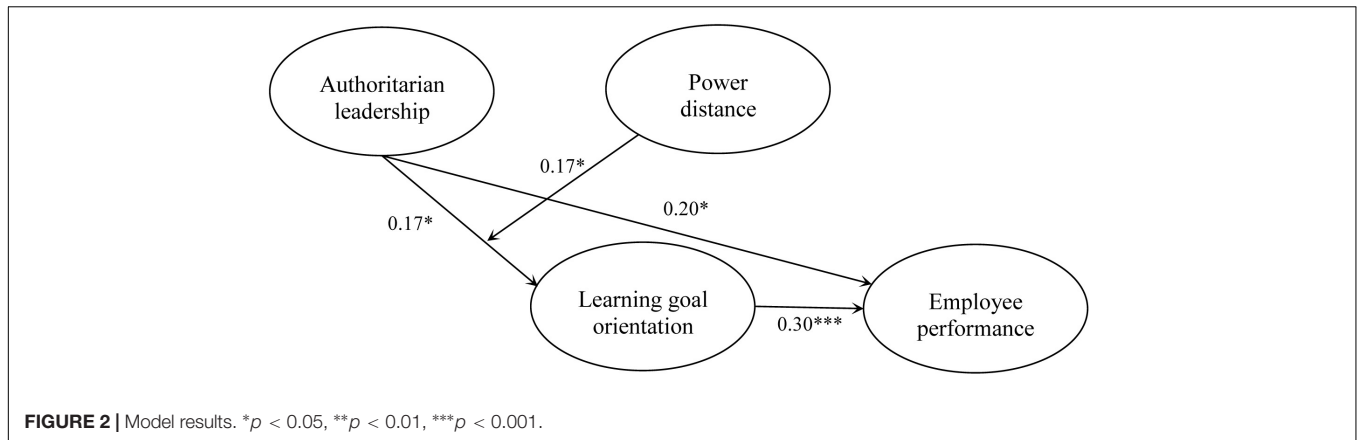 Authoritarian
leadership
Power
distance
0.17*
0.17*
0.20*
Learning goal
orientation
0.30***
Employee
performance
FIGURE 2 | Model results. *p < 0.05, **p < 0.01, ***p < 0.001.